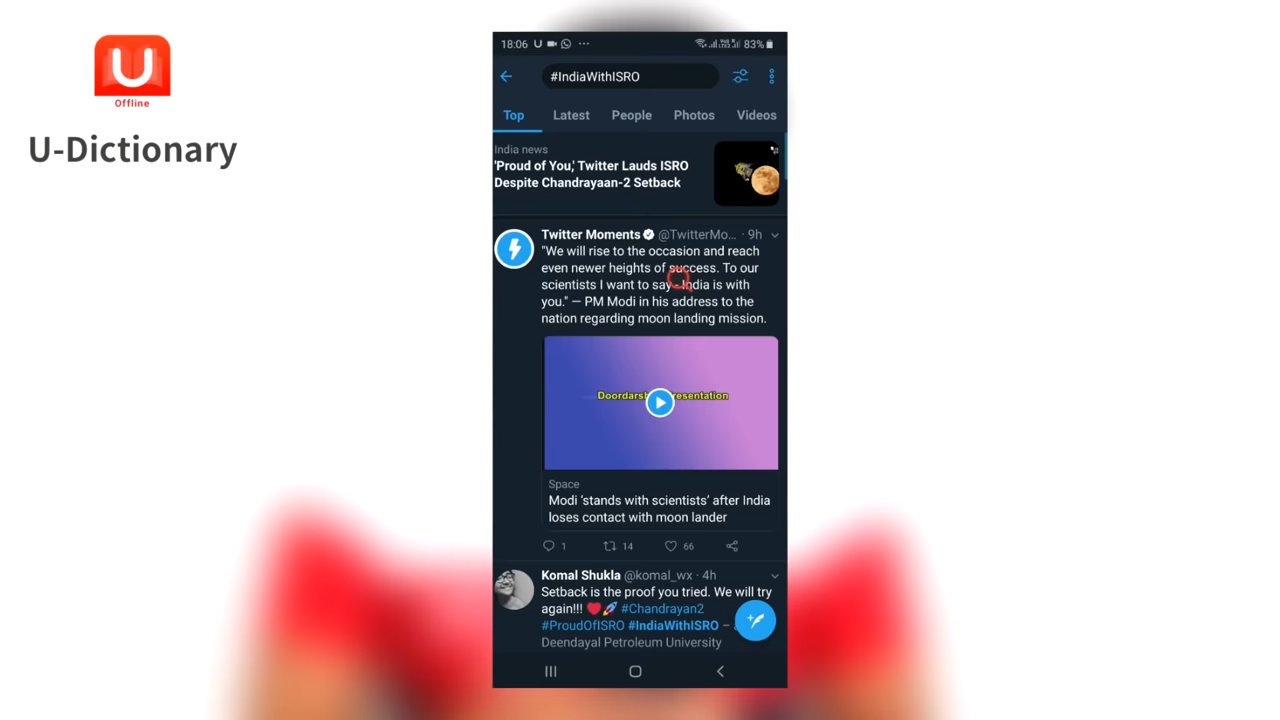 U
Offline
U-Dictionary
18:06 U 83%
#IndiaWithISRO
Top Latest People Photos Videos
India news
'Proud of You,' Twitter Lauds ISRO
Despite Chandrayaan-2 Setback
Twitter Moments @TwitterMo... · 9h
"We will rise to the occasion and reach
even newer heights of success. To our
scientists I want to say - India is with
you." — PM Modi in his address to the
nation regarding moon landing mission.
Space
Modi ‘stands with scientists’ after India
loses contact with moon lander
1 14 66
Komal Shukla @komal_wx · 4h
Setback is the proof you tried. We will try
again!!! ❤️🚀 #Chandrayan2
#ProudOfISRO #IndiaWithISRO –
Deendayal Petroleum University